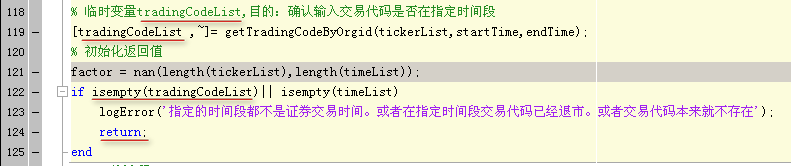 118 % 临时变量tradingCodeList,目的: 确认输入交易代码是否在指定时间段
119 — [tradingCodeList ,~]= getTradingCodeByOrgid(tickerList,startTime,endTime);
120 % 初始化返回值
121 — factor = nan(length(tickerList),length(timeList));
122 — if isempty(tradingCodeList)|| isempty(timeList)
123 — logError('指定的时间段都不是证券交易时间。或者在指定时间段交易代码已经退市。或者交易代码本来就不存在');
124 — return;
125 — end